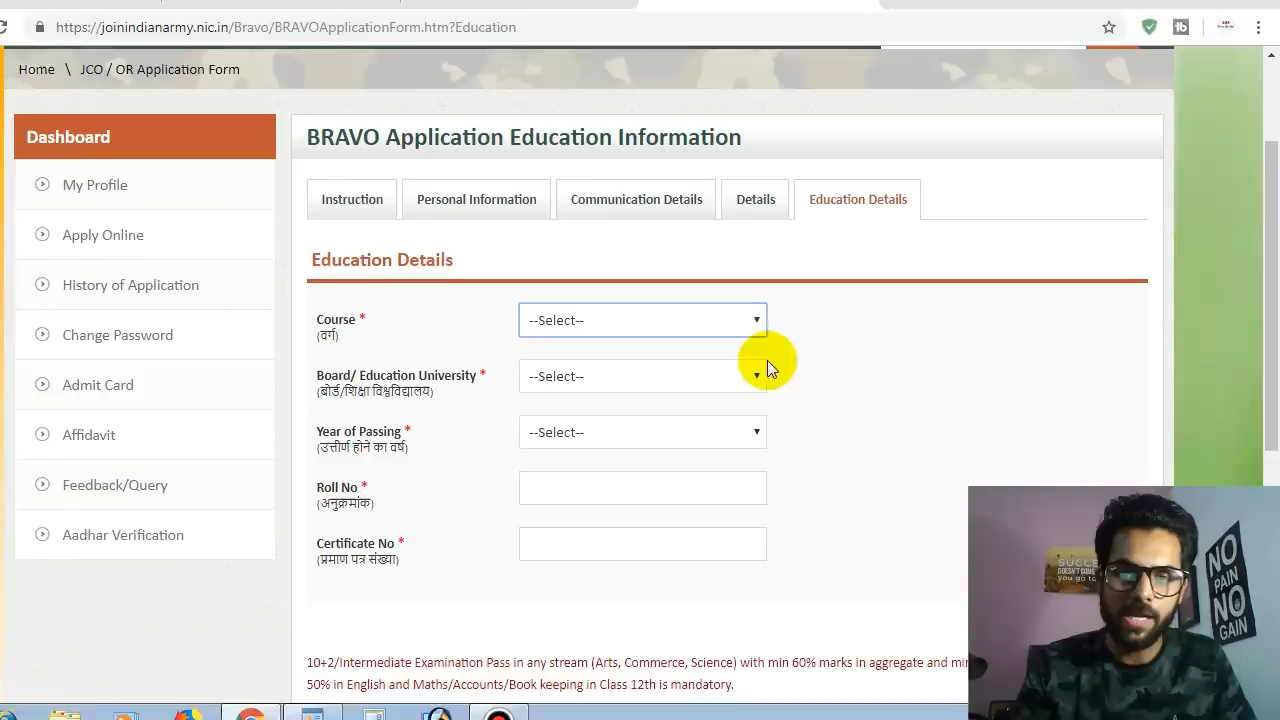 https://joinindianarmy.nic.in/Bravo/BRAVOApplicationForm.htm?Education
Home \ JCO / OR Application Form
Dashboard
My Profile
Apply Online
History of Application
Change Password
Admit Card
Affidavit
Feedback/Query
Aadhar Verification
BRAVO Application Education Information
Instruction Personal Information Communication Details Details Education Details
Education Details
Course * --Select--
(वर्ग)
Board/ Education University * --Select--
(बोर्ड/शिक्षा विश्वविद्यालय)
Year of Passing * --Select--
(उत्तीर्ण होने का वर्ष)
Roll No *
(अनुक्रमांक)
Certificate No *
(प्रमाण पत्र संख्या)
10+2/Intermediate Examination Pass in any stream (Arts, Commerce, Science) with min 60% marks in aggregate and
50% in English and Maths/Accounts/Book keeping in Class 12th is mandatory.
NO
PAIN
NO
GAIN
DOESN'T COME
you go to